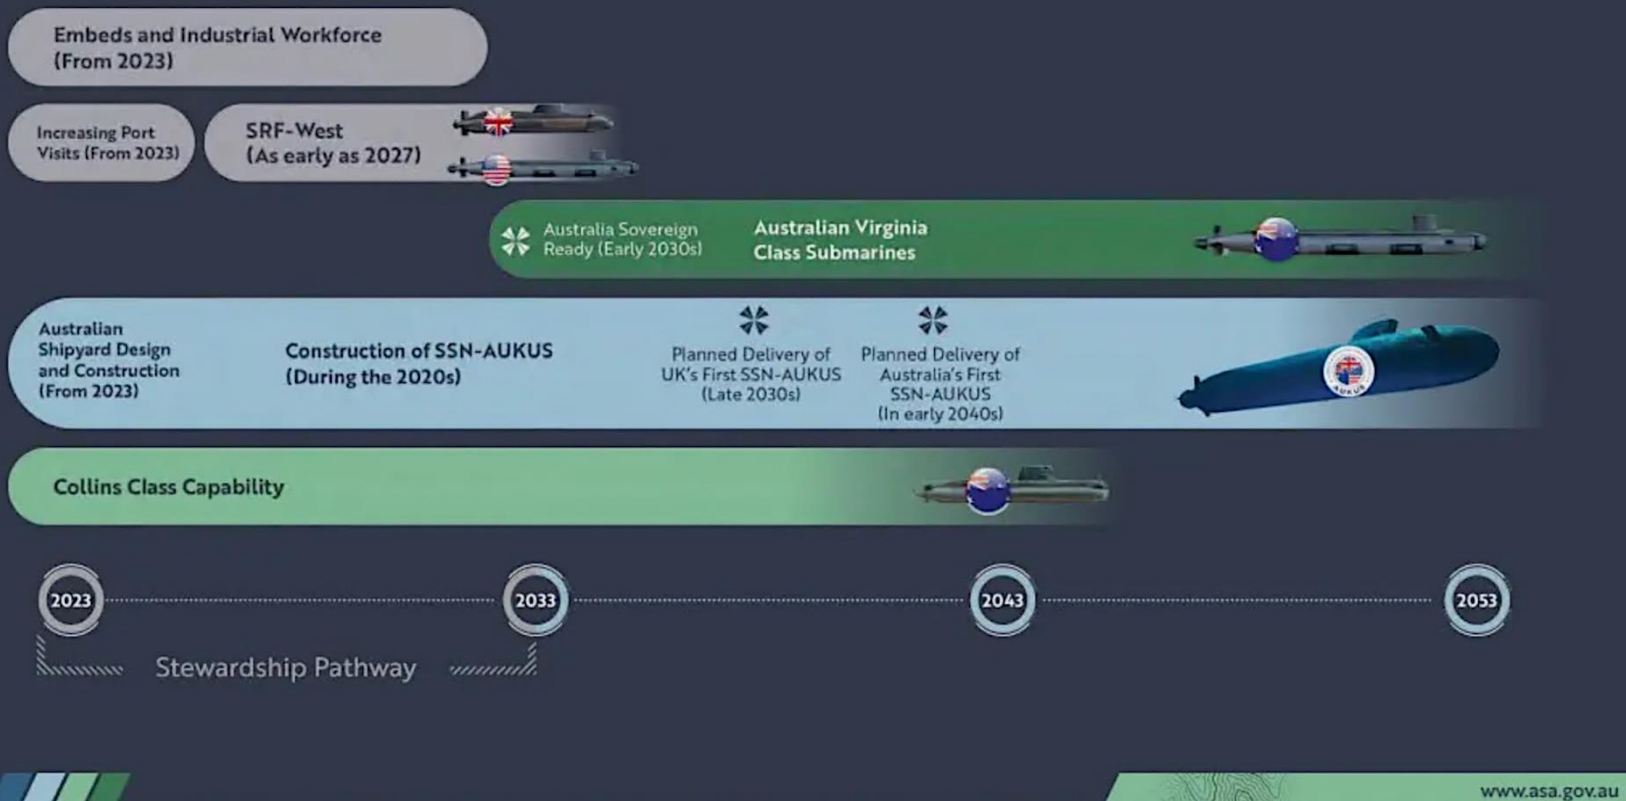 Embeds and Industrial Workforce
(From 2023)
Increasing Port
Visits (From 2023)
SRF-West
(As early as 2027)
Australia Sovereign
Ready (Early 2030s)
Australian Virginia
Class Submarines
Australian
Shipyard Design
and Construction
(From 2023)
Construction of SSN-AUKUS
(During the 2020s)
Planned Delivery of
UK's First SSN-AUKUS
(Late 2030s)
Planned Delivery of
Australia's First
SSN-AUKUS
(In early 2040s)
AUKUS
Collins Class Capability
2023
2033
2043
2053
Stewardship Pathway
www.asa.gov.au